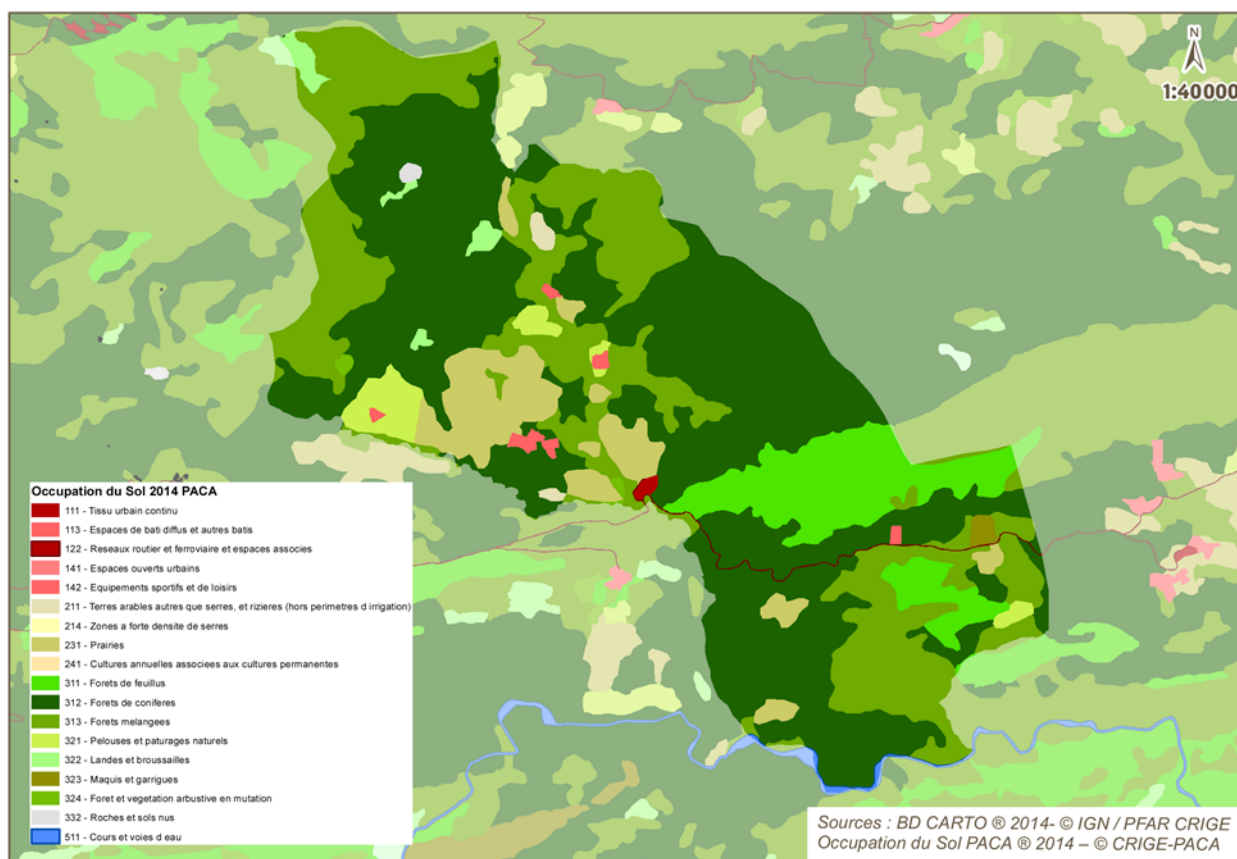 N
1:40000
Occupation du Sol 2014 PACA
111 - Tissu urbain continu
113 - Espaces de bati diffus et autres batis
122 - Reseaux routier et ferroviaire et espaces associes
141 - Espaces ouverts urbains
142 - Equipements sportifs et de loisirs
211 - Terres arables autres que serres, et rizieres (hors perimetres d irrigation)
214 - Zones a forte densite de serres
231 - Prairies
241 - Cultures annuelles associees aux cultures permanentes
311 - Forets de feuillus
312 - Forets de coniferes
313 - Forets melangees
321 - Pelouses et paturages naturels
322 - Landes et broussailles
323 - Maquis et garrigues
324 - Foret et vegetation arbustive en mutation
332 - Roches et sols nus
511 - Cours et voies d eau
Sources : BD CARTO ® 2014- © IGN / PFAR CRIGE
Occupation du Sol PACA ® 2014 – © CRIGE-PACA